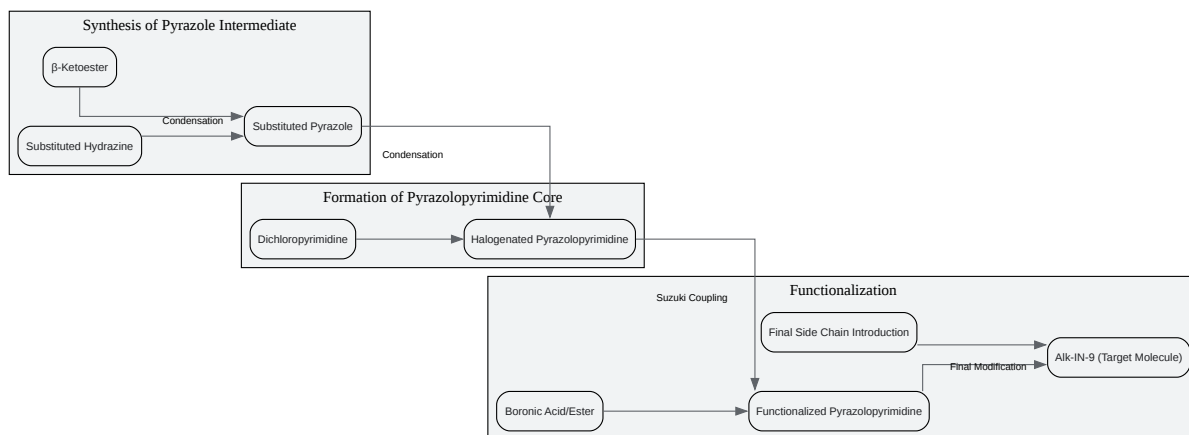 Synthesis of Pyrazole Intermediate
β-Ketoester
Condensation
Substituted Pyrazole
Substituted Hydrazine
Condensation
Formation of Pyrazolopyrimidine Core
Dichloropyrimidine
Halogenated Pyrazolopyrimidine
Suzuki Coupling
Functionalization
Final Side Chain Introduction
Alk-IN-9 (Target Molecule)
Final Modification
Boronic Acid/Ester
Functionalized Pyrazolopyrimidine